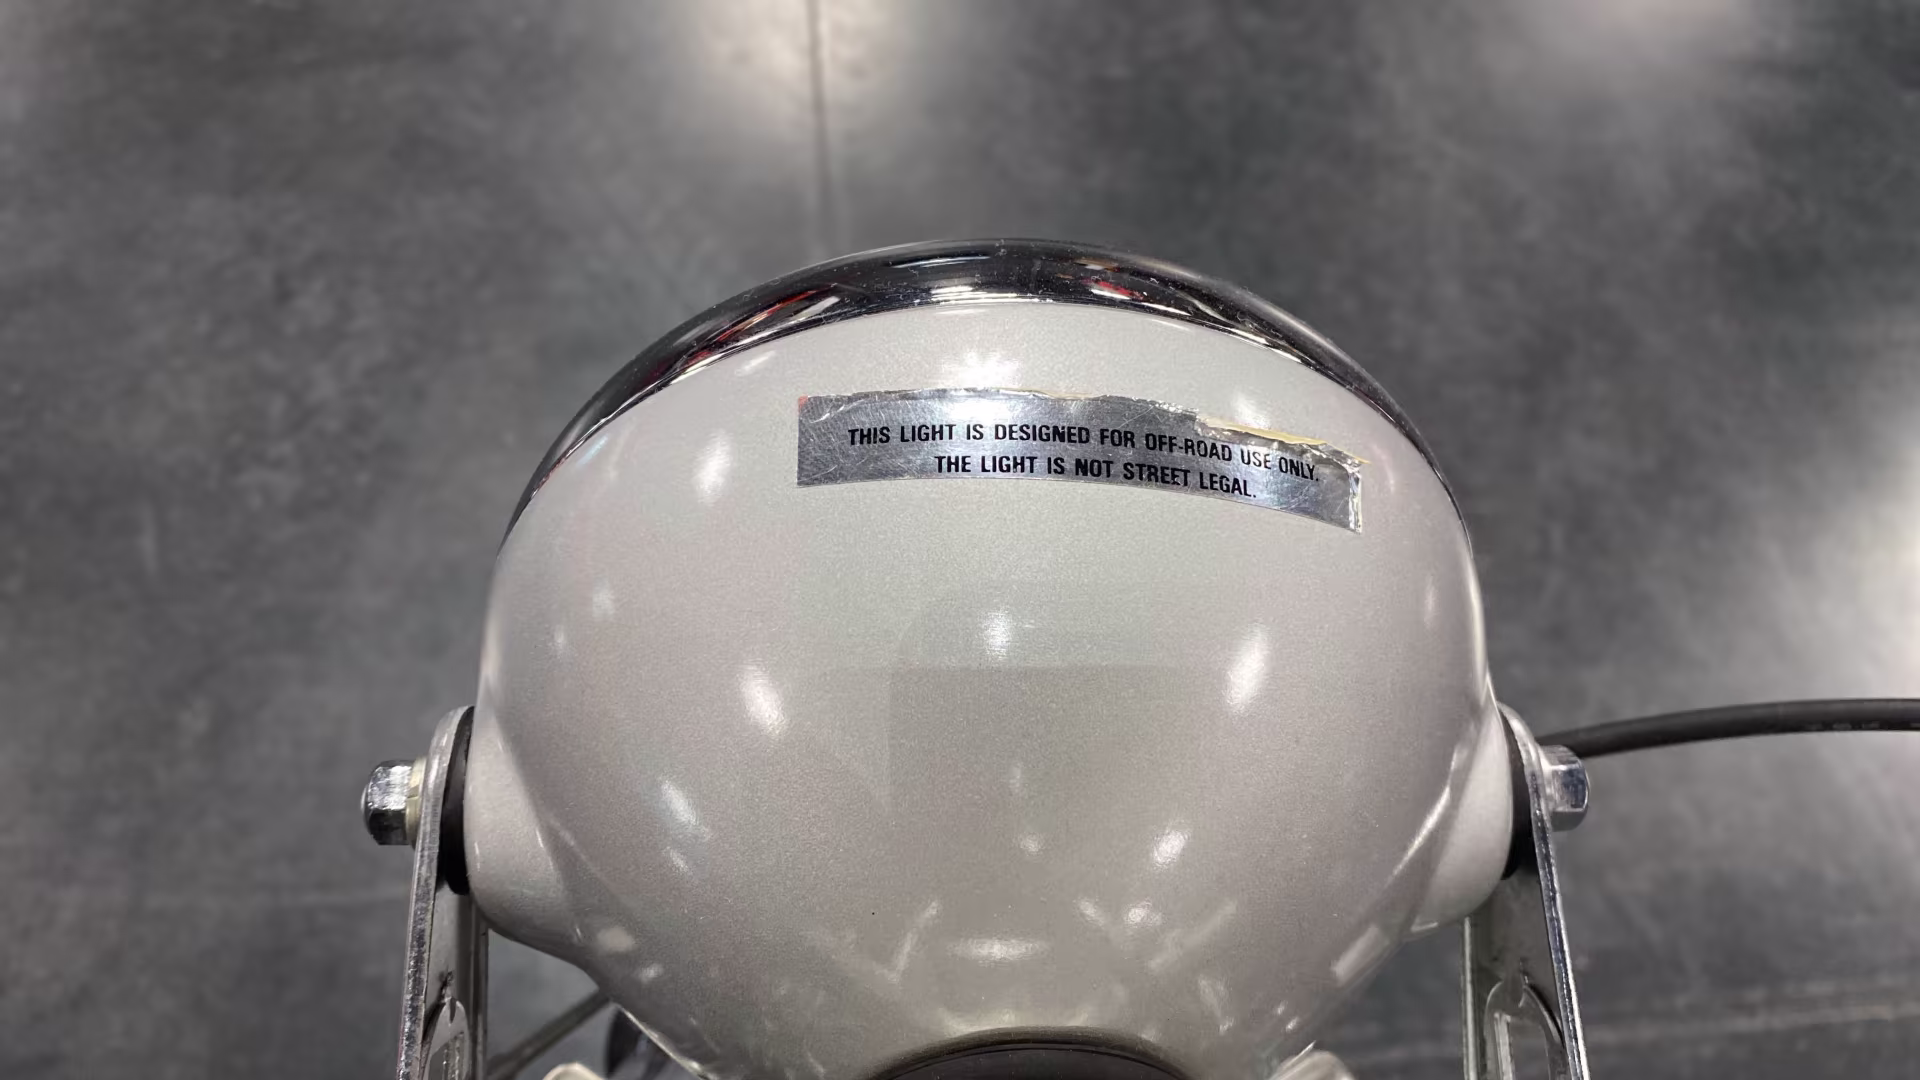 THIS LIGHT IS DESIGNED FOR OFF-ROAD USE ONLY.
THE LIGHT IS NOT STREET LEGAL.